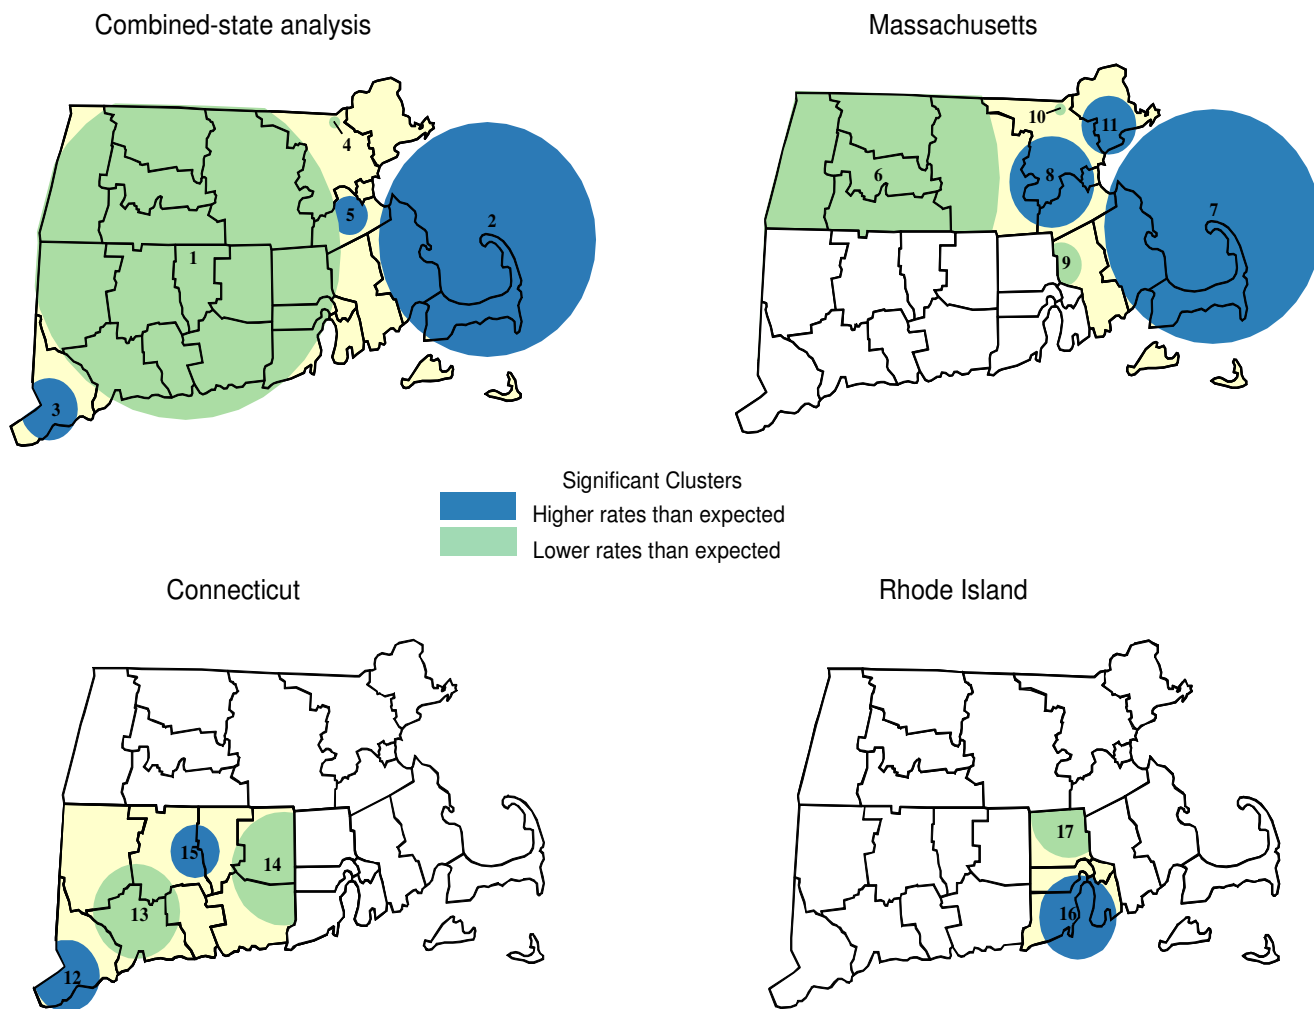 Combined-state analysis
Massachusetts
4
5
2
1
3
10
11
6
8
7
9
Significant Clusters
Higher rates than expected
Lower rates than expected
Connecticut
Rhode Island
15
14
13
12
17
16